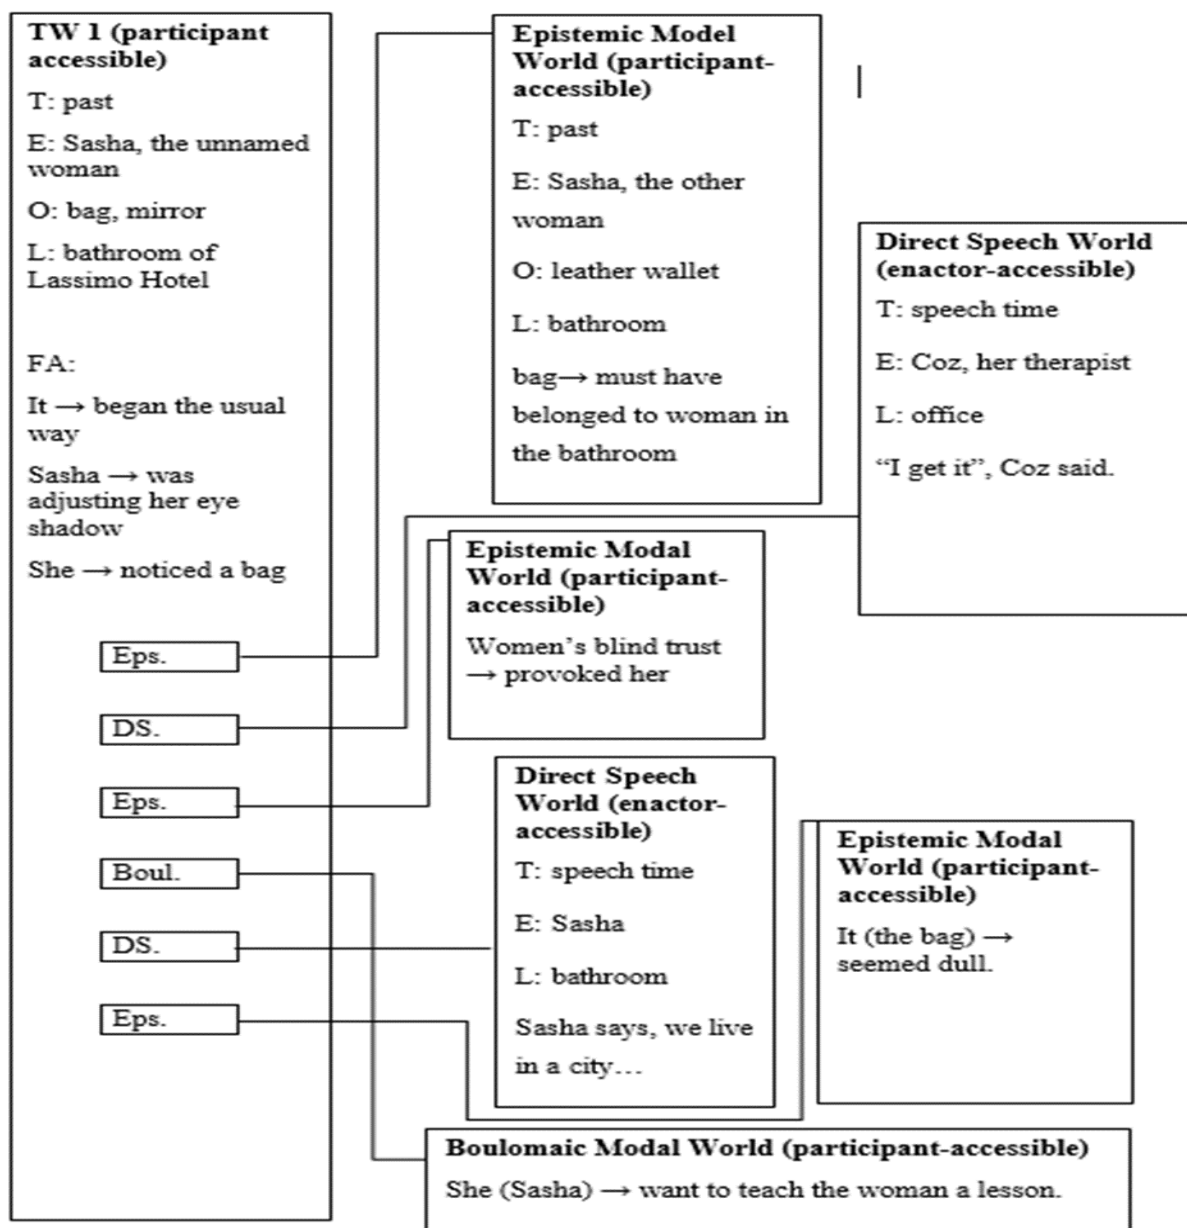 TW 1 (participant
accessible)
T: past
E: Sasha, the unnamed
woman
O: bag, mirror
L: bathroom of
Lassimo Hotel
FA:
It → began the usual
way
Sasha → was
adjusting her eye
shadow
She → noticed a bag
Eps.
DS.
Eps.
Boul.
DS.
Eps.
Epistemic Model
World (participant-
accessible)
T: past
E: Sasha, the other
woman
O: leather wallet
L: bathroom
bag→ must have
belonged to woman in
the bathroom
Direct Speech World
(enactor-accessible)
T: speech time
E: Coz, her therapist
L: office
“I get it”, Coz said.
Epistemic Modal
World (participant-
accessible)
Women’s blind trust
→ provoked her
Direct Speech
World (enactor-
accessible)
T: speech time
E: Sasha
L: bathroom
Sasha says, we live
in a city…
Epistemic Modal
World (participant-
accessible)
It (the bag) →
seemed dull.
Boulomaic Modal World (participant-accessible)
She (Sasha) → want to teach the woman a lesson.